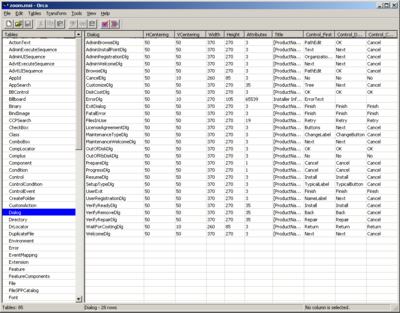 zoom.msi - Orca
File Edit Tables Transform Tools View Help
Tables
ActionText
AdminExecuteSequence
AdminUISequence
AdvtExecuteSequence
AdvtUISequence
AppId
AppSearch
BBControl
Billboard
Binary
BindImage
CCPSearch
CheckBox
Class
ComboBox
CompLocator
Complus
Component
Condition
Control
ControlCondition
ControlEvent
CreateFolder
CustomAction
Dialog
Directory
DrLocator
DuplicateFile
Environment
Error
EventMapping
Extension
Feature
FeatureComponents
File
FileSFPCatalog
Font
Dialog HCentering VCentering Width Height Attributes Title Control_First Control_D... Control_C...
AdminBrowseDlg 50 50 370 270 3 [ProductNa... PathEdit OK Cancel
AdminInstallPointDlg 50 50 370 270 3 [ProductNa... Text Next Cancel
AdminRegistrationDlg 50 50 370 270 3 [ProductNa... Organizatio... Next Cancel
AdminWelcomeDlg 50 50 370 270 3 [ProductNa... Next Next Cancel
BrowseDlg 50 50 370 270 3 [ProductNa... PathEdit OK Cancel
CancelDlg 50 10 260 85 3 [ProductNa... No No No
CustomizeDlg 50 50 370 270 35 [ProductNa... Tree Next Cancel
DiskCostDlg 50 50 370 270 3 [ProductNa... OK OK OK
ErrorDlg 50 10 270 105 65539 Installer Inf... ErrorText
ExitDialog 50 50 370 270 3 [ProductNa... Finish Finish Finish
FatalError 50 50 370 270 3 [ProductNa... Finish Finish Finish
FilesInUse 50 50 370 270 19 [ProductNa... Retry Retry Retry
LicenseAgreementDlg 50 50 370 270 3 [ProductNa... Buttons Next Cancel
MaintenanceTypeDlg 50 50 370 270 3 [ProductNa... ChangeLabel ChangeButton Cancel
MaintenanceWelcomeDlg 50 50 370 270 3 [ProductNa... Next Next Cancel
OutOfDiskDlg 50 50 370 270 3 [ProductNa... OK OK OK
OutOfRbDiskDlg 50 50 370 270 3 [ProductNa... No No No
PrepareDlg 50 50 370 270 1 [ProductNa... Cancel Cancel Cancel
ProgressDlg 50 50 370 270 1 [ProductNa... Cancel Cancel Cancel
ResumeDlg 50 50 370 270 3 [ProductNa... Install Install Cancel
SetupTypeDlg 50 50 370 270 3 [ProductNa... TypicalLabel TypicalButton Cancel
UserExit 50 50 370 270 3 [ProductNa... Finish Finish Finish
UserRegistrationDlg 50 50 370 270 3 [ProductNa... NameLabel Next Cancel
VerifyReadyDlg 50 50 370 270 35 [ProductNa... Install Install Cancel
VerifyRemoveDlg 50 50 370 270 35 [ProductNa... Back Back Cancel
VerifyRepairDlg 50 50 370 270 35 [ProductNa... Repair Repair Cancel
WaitForCostingDlg 50 10 260 85 3 [ProductNa... Return Return Return
WelcomeDlg 50 50 370 270 3 [ProductNa... Next Next Cancel
Tables: 85 Dialog - 28 rows No column is selected.